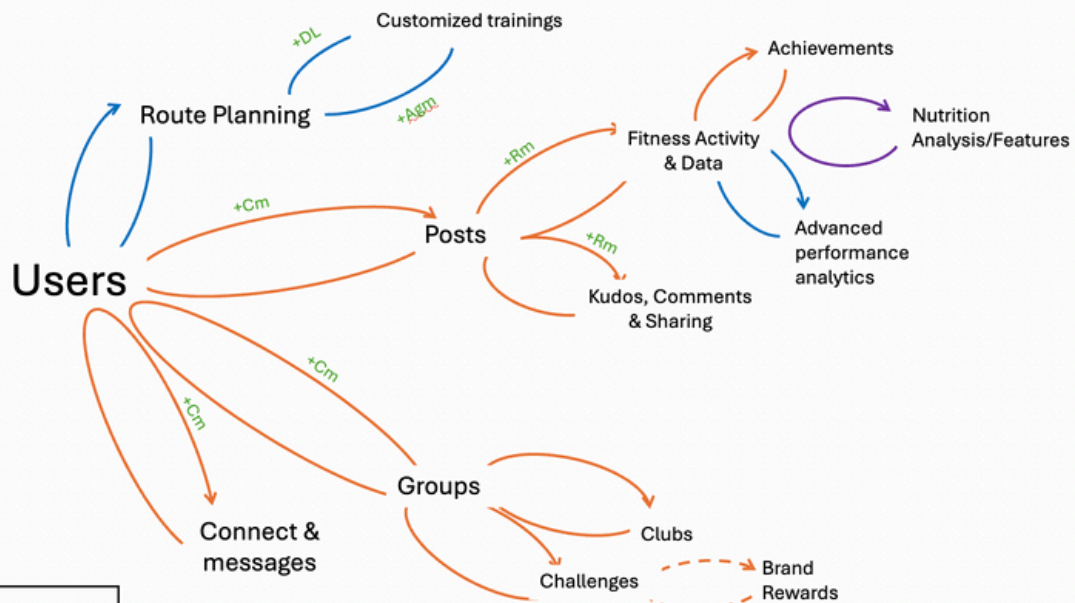 Customized trainings
+DL
Achievements
Route Planning
+Agm
Nutrition
Analysis/Features
Fitness Activity
& Data
+Rm
+Cm
Posts
+Rm
Advanced
performance
analytics
Users
Kudos, Comments
& Sharing
+Cm
+Cm
Groups
Connect &
messages
Clubs
Challenges
Brand
Rewards